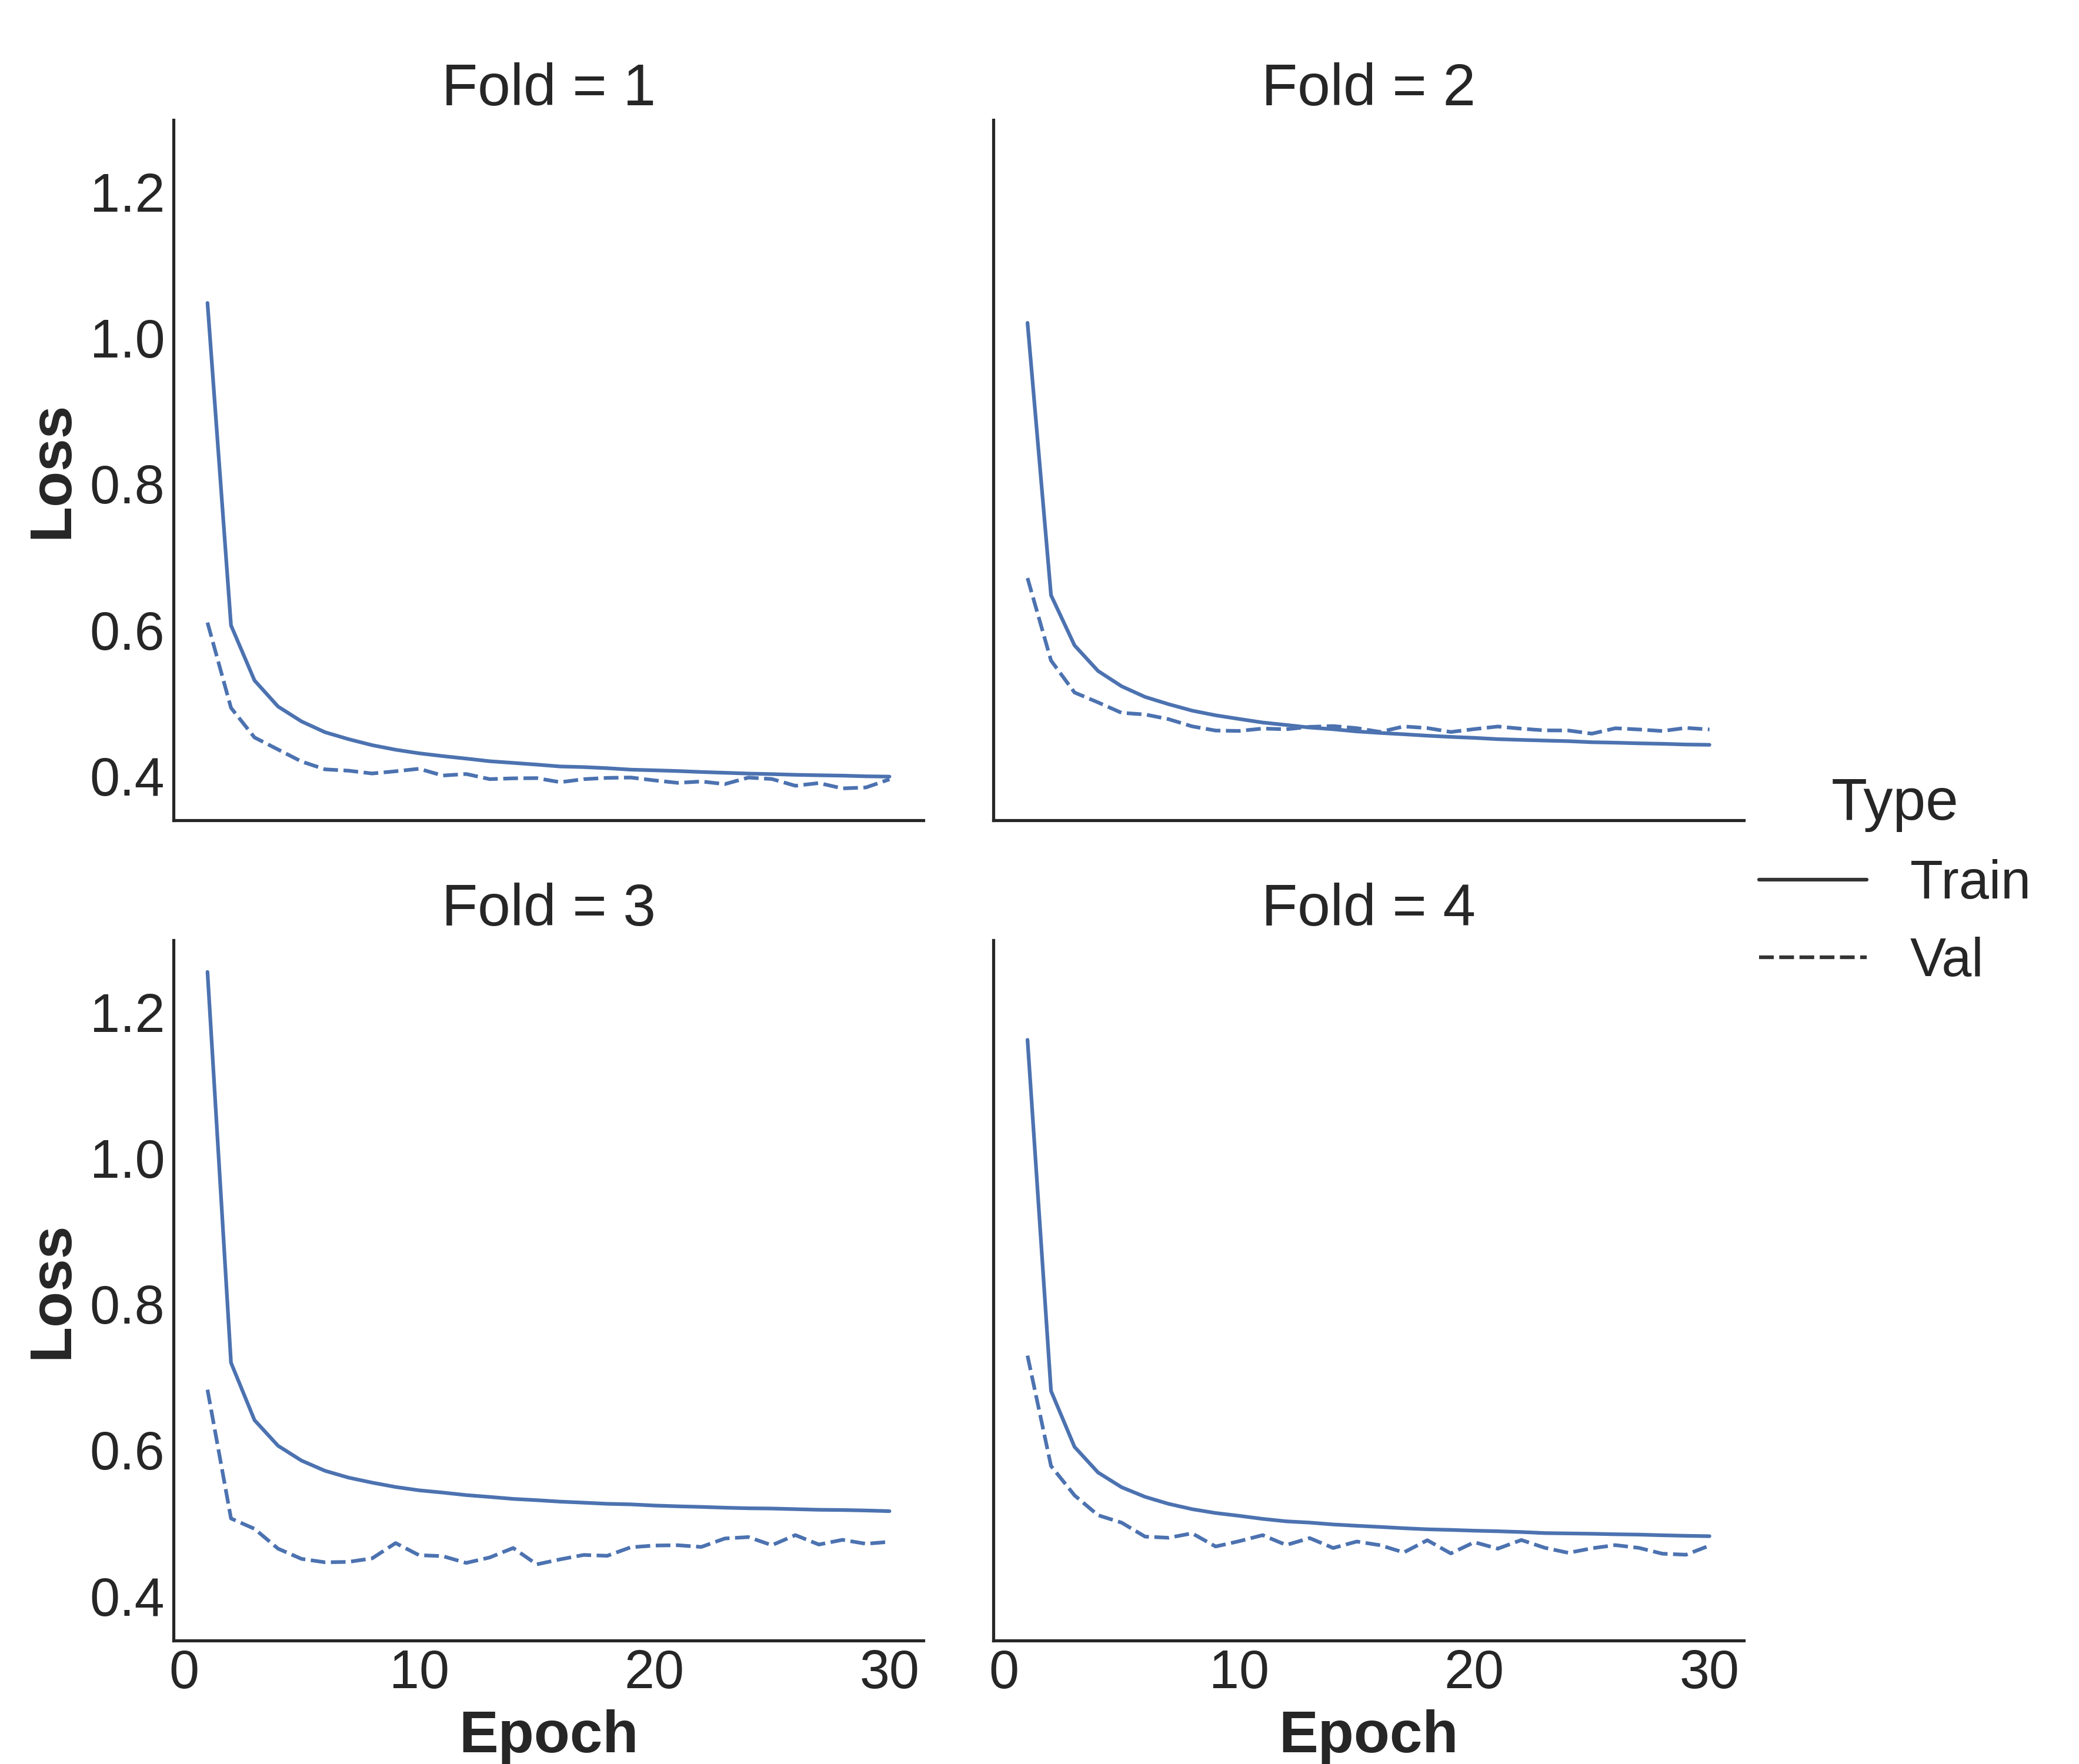 Fold = 1
Fold = 2
1.2
1.0
0.8
0.6
0.4
Loss
Type
Train
Val
Fold = 3
Fold = 4
1.2
1.0
0.8
0.6
0.4
Loss
0 10 20 30
0 10 20 30
Epoch
Epoch